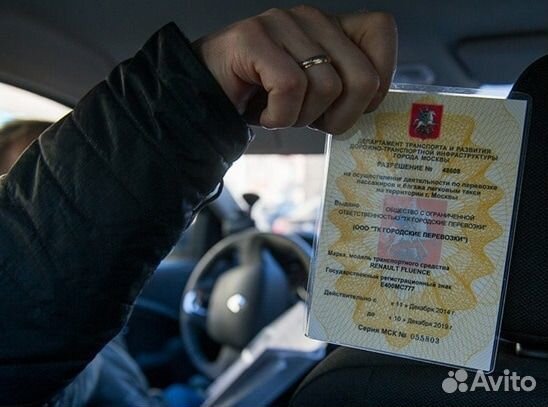 ДЕПАРТАМЕНТ ТРАНСПОРТА И РАЗВИТИЯ
ДОРОЖНО-ТРАНСПОРТНОЙ ИНФРАСТРУКТУРЫ
ГОРОДА МОСКВЫ
РАЗРЕШЕНИЕ № 48608
на осуществление деятельности по перевозке
пассажиров и багажа легковым такси
на территории г. Москвы
Выдано ОБЩЕСТВО С ОГРАНИЧЕННОЙ
ОТВЕТСТВЕННОСТЬЮ "ТК ГОРОДСКИЕ ПЕРЕВОЗКИ"
(ООО "ТК ГОРОДСКИЕ ПЕРЕВОЗКИ")
Марка, модель транспортного средства
RENAULT FLUENCE
Государственный регистрационный знак
Е406МС777
Действительно с «11» Декабря 2014 г
до «10» Декабря 2019 г
Серия МСК № 055803
Avito